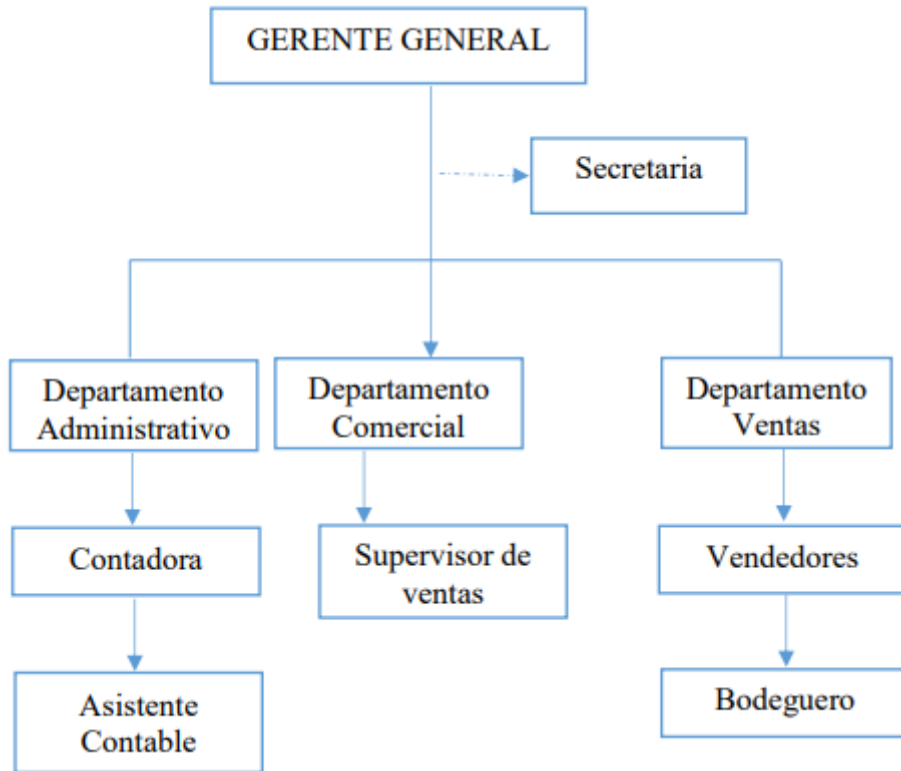 GERENTE GENERAL
Secretaria
Departamento
Administrativo
Departamento
Comercial
Departamento
Ventas
Contadora
Supervisor de
ventas
Vendedores
Asistente
Contable
Bodeguero